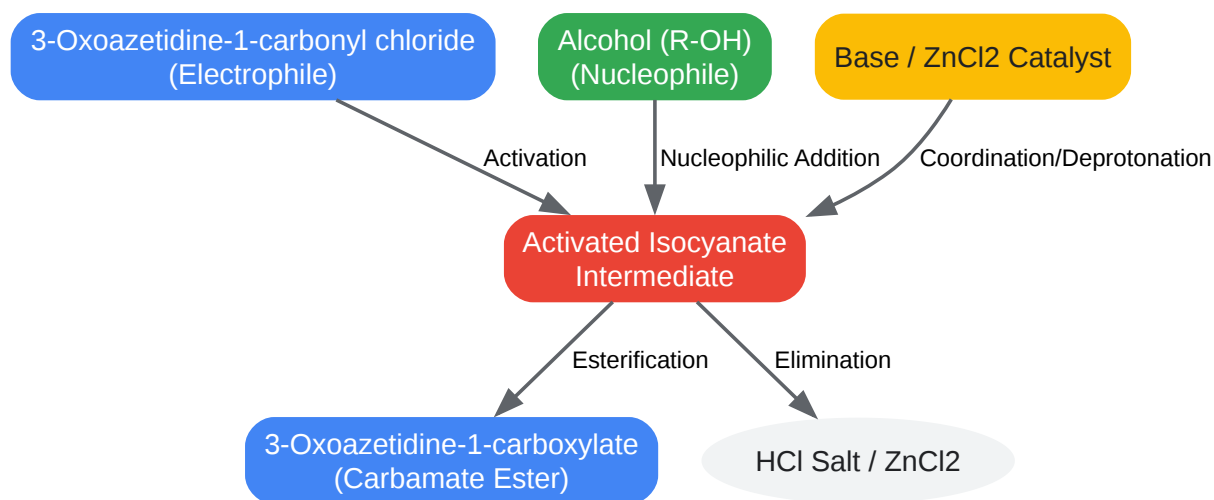 3-Oxoazetidine-1-carbonyl chloride
(Electrophile)
Alcohol (R-OH)
(Nucleophile)
Base / ZnCl2 Catalyst
Activation
Nucleophilic Addition
Coordination/Deprotonation
Activated Isocyanate
Intermediate
Esterification
Elimination
3-Oxoazetidine-1-carboxylate
(Carbamate Ester)
HCl Salt / ZnCl2